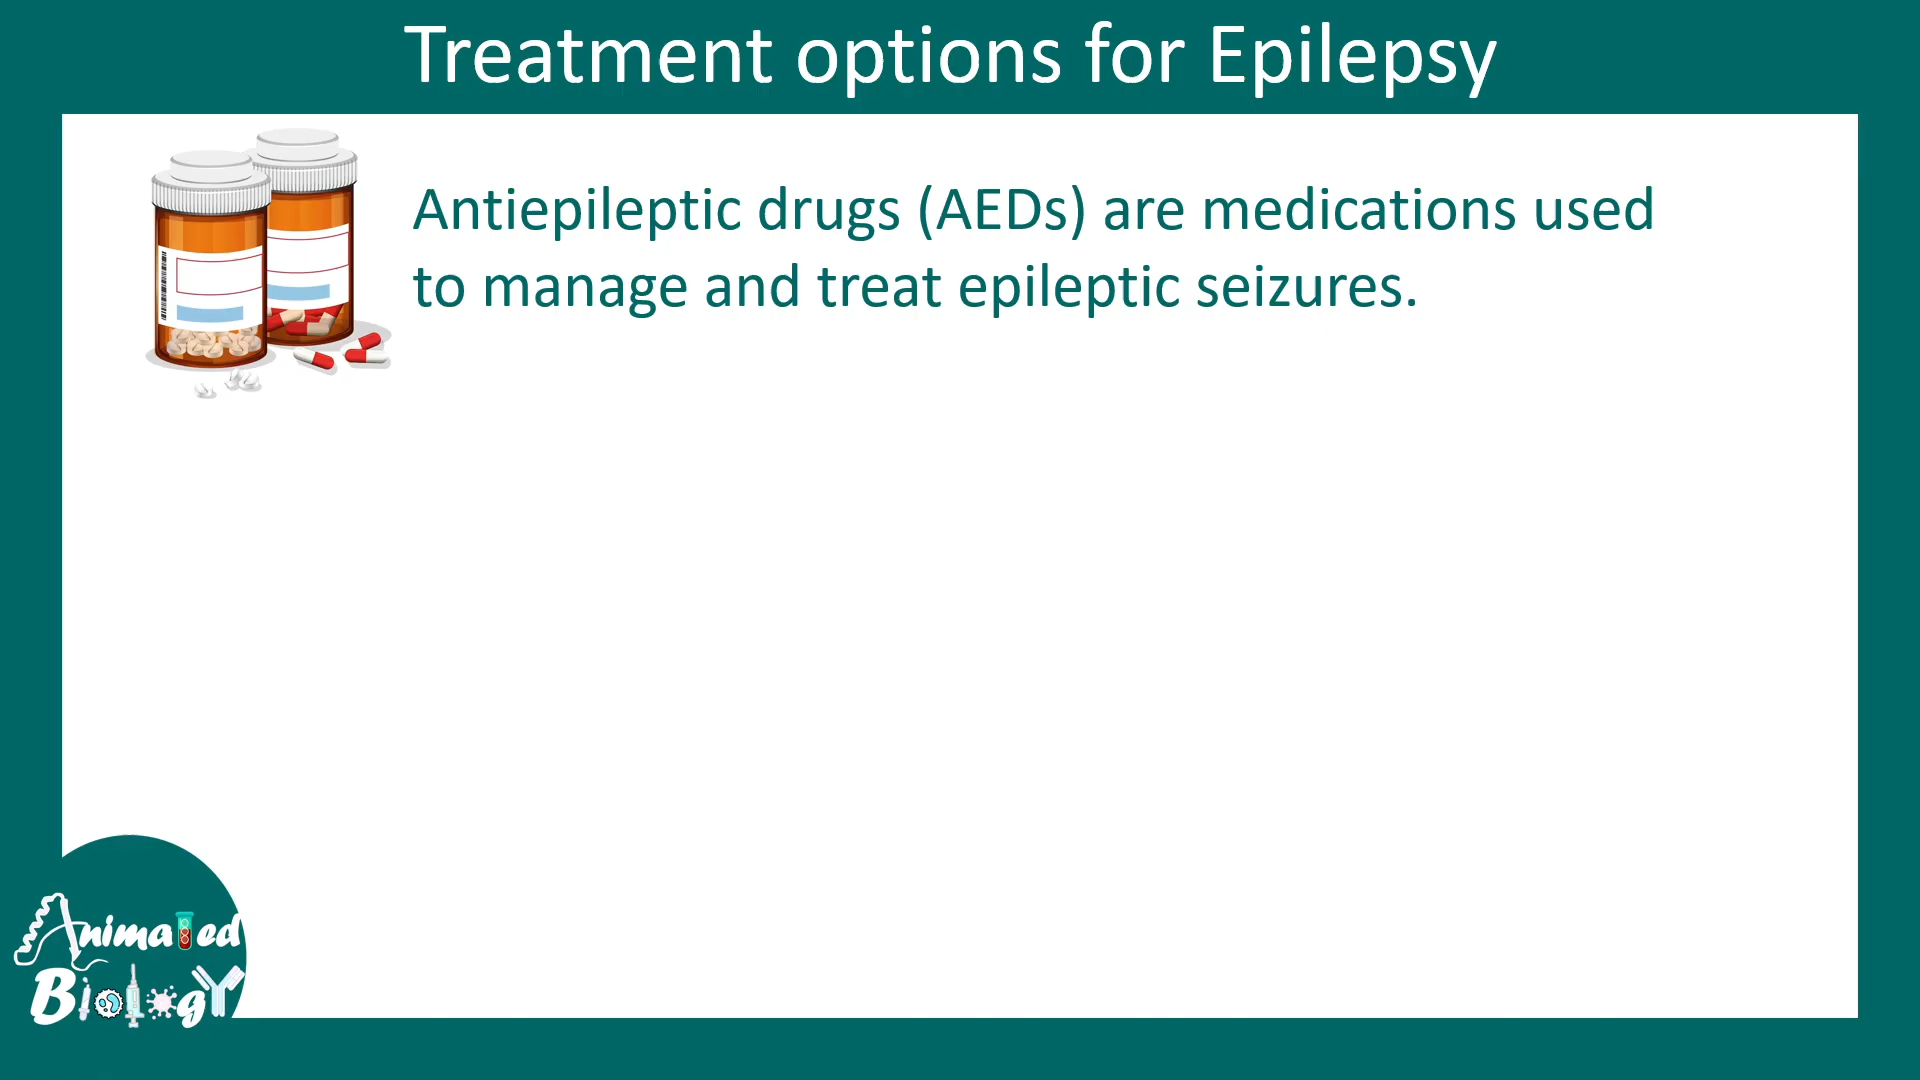 Treatment options for Epilepsy
Antiepileptic drugs (AEDs) are medications used
to manage and treat epileptic seizures.
Animated
Biology